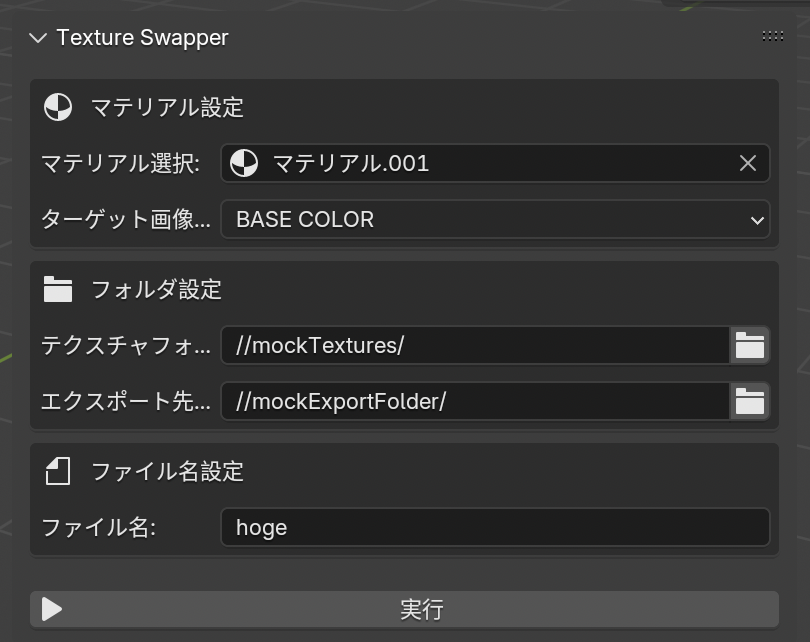 Texture Swapper
マテリアル設定
マテリアル選択: マテリアル.001
ターゲット画像... BASE COLOR
フォルダ設定
テクスチャフォ... //mockTextures/
エクスポート先... //mockExportFolder/
ファイル名設定
ファイル名: hoge
実行